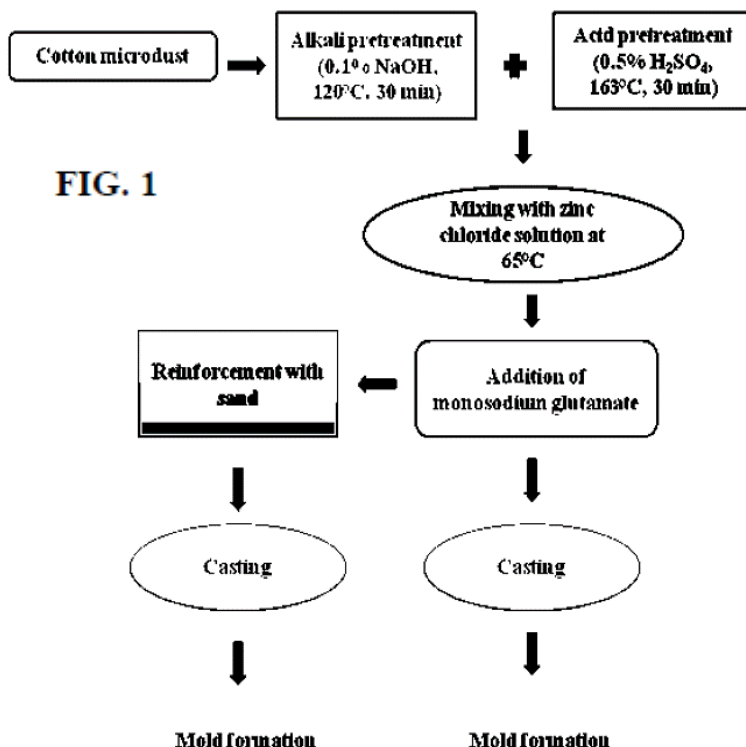 Cotton microdust
Alkali pretreatment
(0.1% NaOH,
120°C, 30 min)
Acid pretreatment
(0.5% H₂SO₄,
163°C, 30 min)
FIG. 1
Mixing with zinc
chloride solution at
65°C
Reinforcement with
sand
Addition of
monosodium glutamate
Casting
Casting
Mold formation
Mold formation